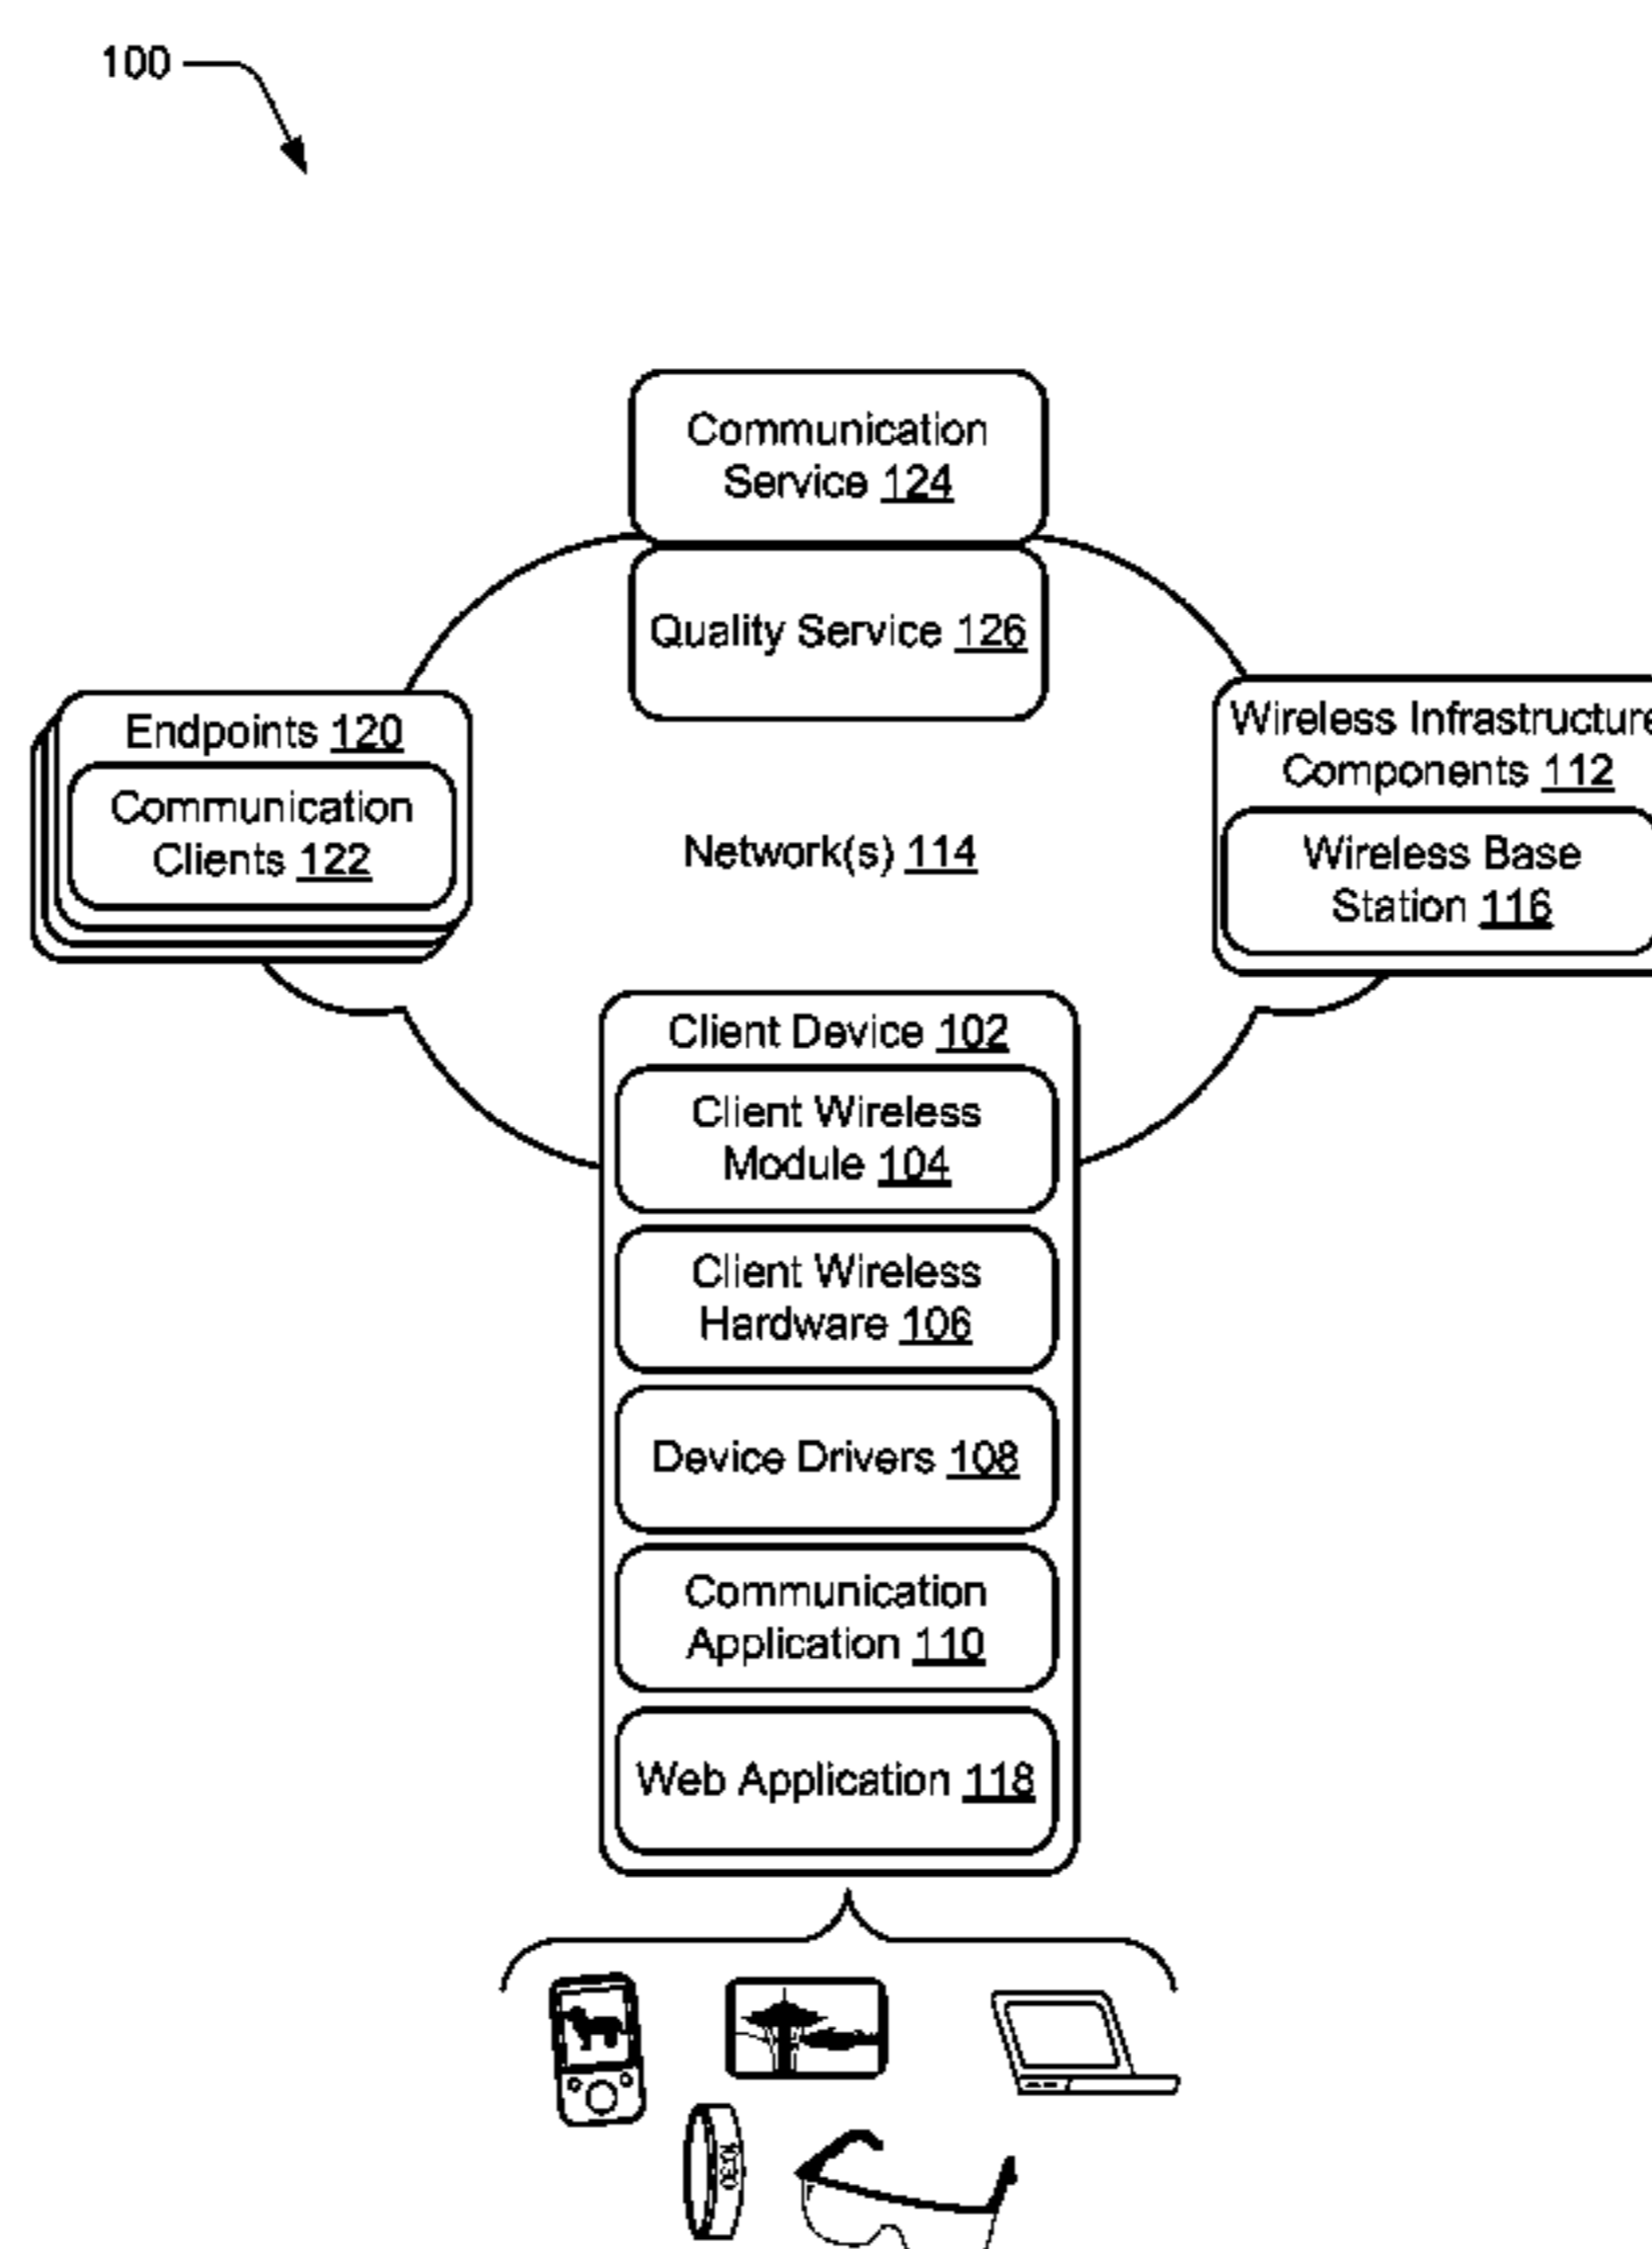 100
Communication
Service 124
Quality Service 126
Endpoints 120
Communication
Clients 122
Network(s) 114
Wireless Infrastructure
Components 112
Wireless Base
Station 116
Client Device 102
Client Wireless
Module 104
Client Wireless
Hardware 106
Device Drivers 108
Communication
Application 110
Web Application 118